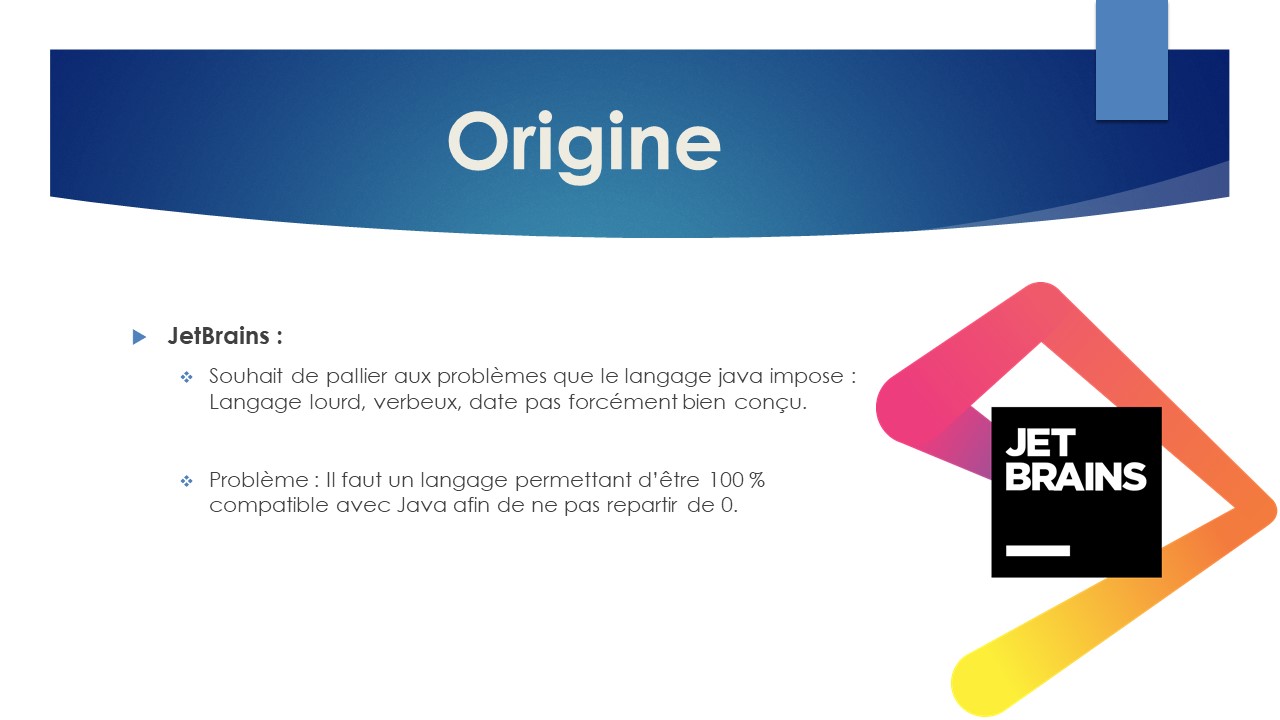 Origine
JetBrains :
Souhait de pallier aux problèmes que le langage java impose :
Langage lourd, verbeux, date pas forcément bien conçu.
Problème : Il faut un langage permettant d’être 100 %
compatible avec Java afin de ne pas repartir de 0.
JET
BRAINS